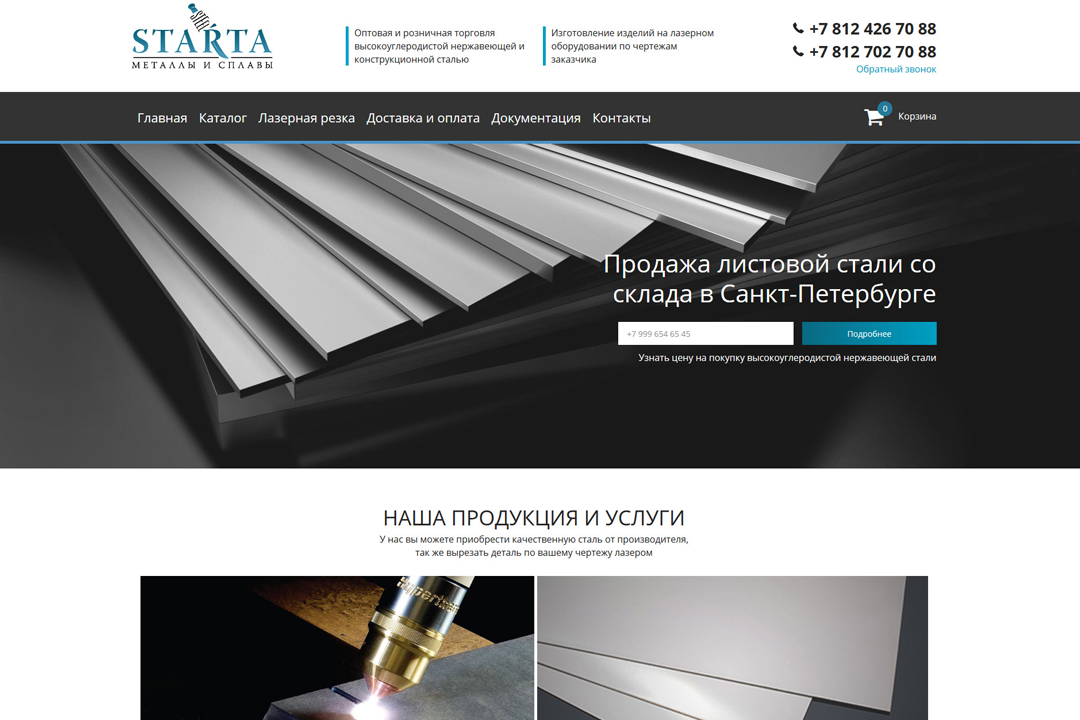 STARTA
МЕТАЛЛЫ И СПЛАВЫ
Оптовая и розничная торговля
высокоуглеродистой нержавеющей и
конструкционной сталью
Изготовление изделий на лазерном
оборудовании по чертежам
заказчика
+7 812 426 70 88
+7 812 702 70 88
Обратный звонок
Главная Каталог Лазерная резка Доставка и оплата Документация Контакты
0 Корзина
Продажа листовой стали со
склада в Санкт-Петербурге
+7 999 654 65 45 Подробнее
Узнать цену на покупку высокоуглеродистой нержавеющей стали
НАША ПРОДУКЦИЯ И УСЛУГИ
У нас вы можете приобрести качественную сталь от производителя,
так же вырезать деталь по вашему чертежу лазером